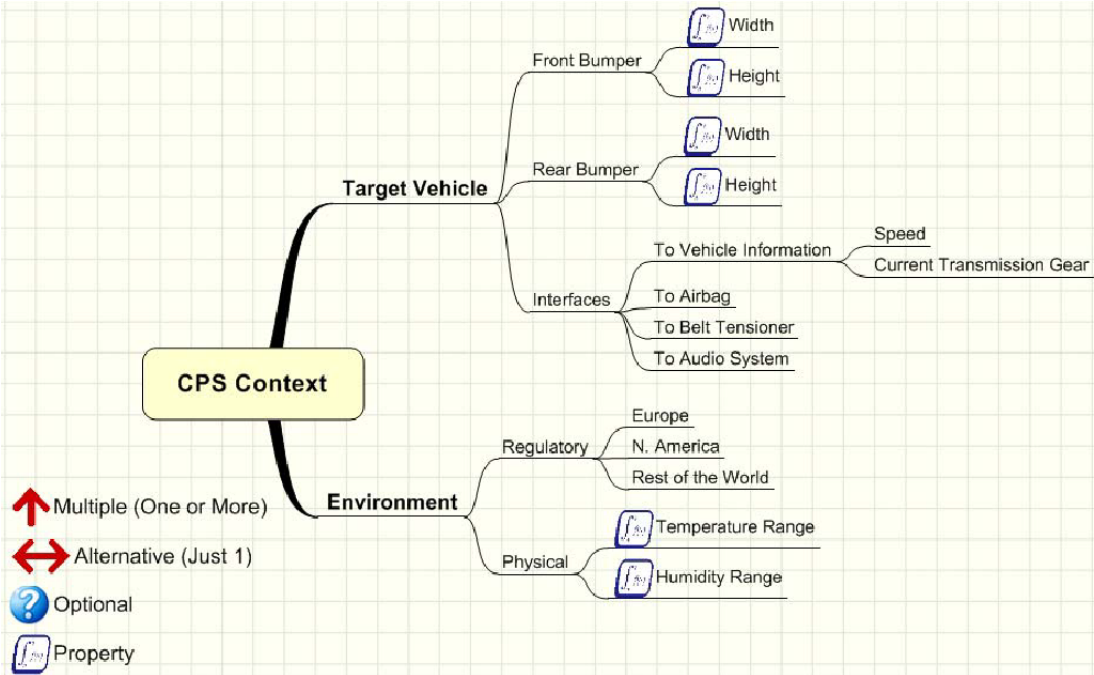 Width
Front Bumper
Height
Width
Rear Bumper
Height
Target Vehicle
Speed
To Vehicle Information
Current Transmission Gear
Interfaces
To Airbag
To Belt Tensioner
To Audio System
CPS Context
Europe
Regulatory
N. America
Rest of the World
Environment
Temperature Range
Physical
Humidity Range
Multiple (One or More)
Alternative (Just 1)
Optional
Property